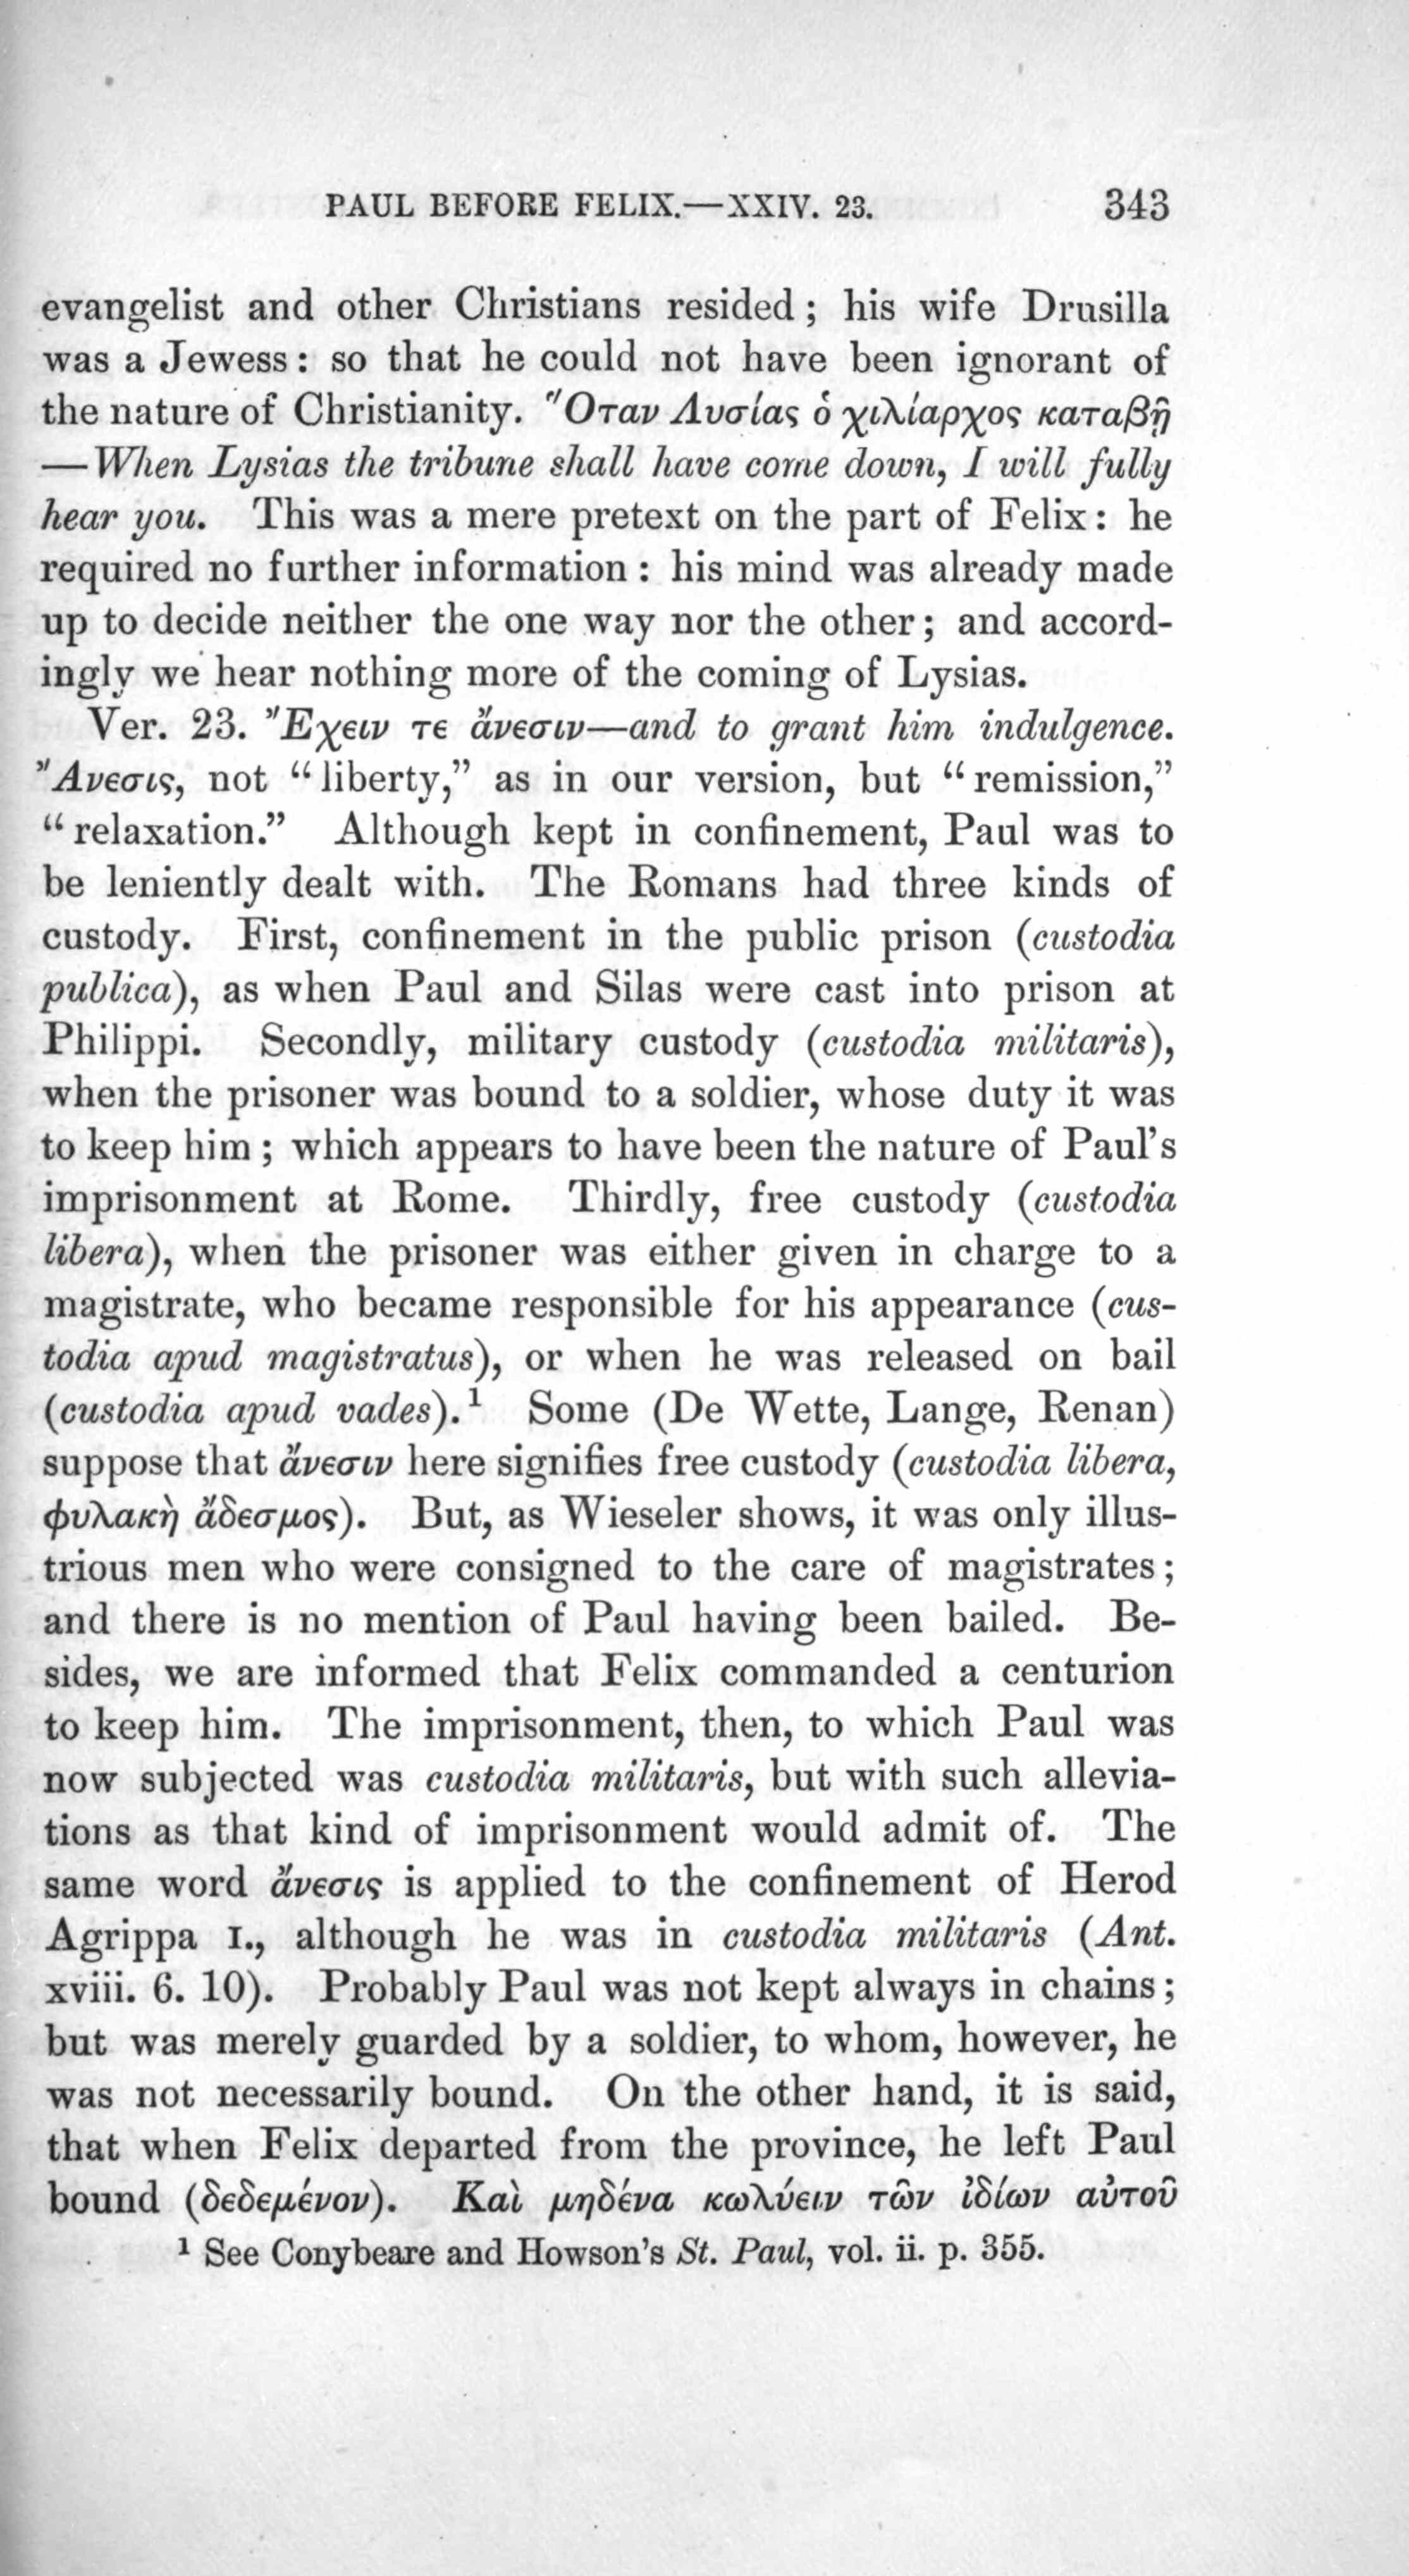 PAUL BEFORE FELIX.—XXIV. 23. 343
evangelist and other Christians resided; his wife Drusilla
was a Jewess: so that he could not have been ignorant of
the nature of Christianity. Ὅταν Λυσίας ὁ χιλίαρχος καταβῇ
—When Lysias the tribune shall have come down, I will fully
hear you. This was a mere pretext on the part of Felix: he
required no further information: his mind was already made
up to decide neither the one way nor the other; and accord-
ingly we hear nothing more of the coming of Lysias.
Ver. 23. Ἔχειν τε ἄνεσιν—and to grant him indulgence.
Ἄνεσις, not “liberty,” as in our version, but “remission,”
“relaxation.” Although kept in confinement, Paul was to
be leniently dealt with. The Romans had three kinds of
custody. First, confinement in the public prison (custodia
publica), as when Paul and Silas were cast into prison at
Philippi. Secondly, military custody (custodia militaris),
when the prisoner was bound to a soldier, whose duty it was
to keep him; which appears to have been the nature of Paul's
imprisonment at Rome. Thirdly, free custody (custodia
libera), when the prisoner was either given in charge to a
magistrate, who became responsible for his appearance (cus-
todia apud magistratus), or when he was released on bail
(custodia apud vades).¹ Some (De Wette, Lange, Renan)
suppose that ἄνεσιν here signifies free custody (custodia libera,
φυλακὴ ἄδεσμος). But, as Wieseler shows, it was only illus-
trious men who were consigned to the care of magistrates;
and there is no mention of Paul having been bailed. Be-
sides, we are informed that Felix commanded a centurion
to keep him. The imprisonment, then, to which Paul was
now subjected was custodia militaris, but with such allevia-
tions as that kind of imprisonment would admit of. The
same word ἄνεσις is applied to the confinement of Herod
Agrippa I., although he was in custodia militaris (Ant.
xviii. 6. 10). Probably Paul was not kept always in chains;
but was merely guarded by a soldier, to whom, however, he
was not necessarily bound. On the other hand, it is said,
that when Felix departed from the province, he left Paul
bound (δεδεμένον). Καὶ μηδένα κωλύειν τῶν ἰδίων αὐτοῦ
¹ See Conybeare and Howson's St. Paul, vol. ii. p. 355.